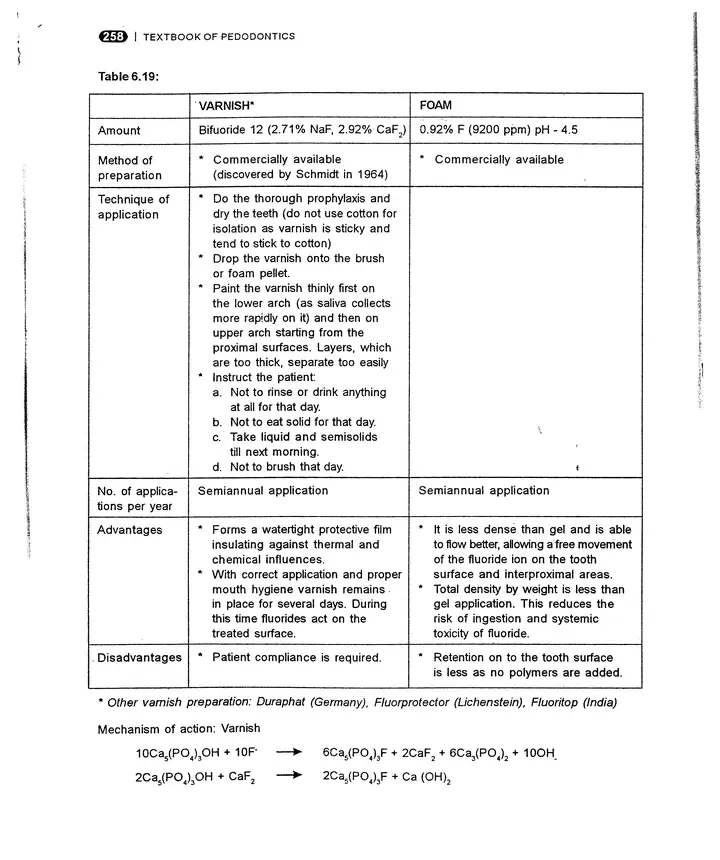 258 | TEXTBOOK OF PEDODONTICS
Table 6.19:
VARNISH*
FOAM
Amount
Bifuoride 12 (2.71% NaF, 2.92% CaF₂)
0.92% F (9200 ppm) pH - 4.5
Method of
preparation
* Commercially available
(discovered by Schmidt in 1964)
* Commercially available
Technique of
application
* Do the thorough prophylaxis and
dry the teeth (do not use cotton for
isolation as varnish is sticky and
tend to stick to cotton)
* Drop the varnish onto the brush
or foam pellet.
* Paint the varnish thinly first on
the lower arch (as saliva collects
more rapidly on it) and then on
upper arch starting from the
proximal surfaces. Layers, which
are too thick, separate too easily
* Instruct the patient:
a. Not to rinse or drink anything
at all for that day.
b. Not to eat solid for that day.
c. Take liquid and semisolids
till next morning.
d. Not to brush that day.
No. of applica-
tions per year
Semiannual application
Semiannual application
Advantages
* Forms a watertight protective film
insulating against thermal and
chemical influences.
* With correct application and proper
mouth hygiene varnish remains
in place for several days. During
this time fluorides act on the
treated surface.
* It is less dense than gel and is able
to flow better, allowing a free movement
of the fluoride ion on the tooth
surface and interproximal areas.
* Total density by weight is less than
gel application. This reduces the
risk of ingestion and systemic
toxicity of fluoride.
Disadvantages
* Patient compliance is required.
* Retention on to the tooth surface
is less as no polymers are added.
* Other varnish preparation: Duraphat (Germany), Fluorprotector (Lichenstein), Fluoritop (India)
Mechanism of action: Varnish
10Ca₅(PO₄)₃OH + 10F⁻ → 6Ca₅(PO₄)₃F + 2CaF₂ + 6Ca₃(PO₄)₂ + 10OH₋
2Ca₅(PO₄)₃OH + CaF₂ → 2Ca₅(PO₄)₃F + Ca (OH)₂